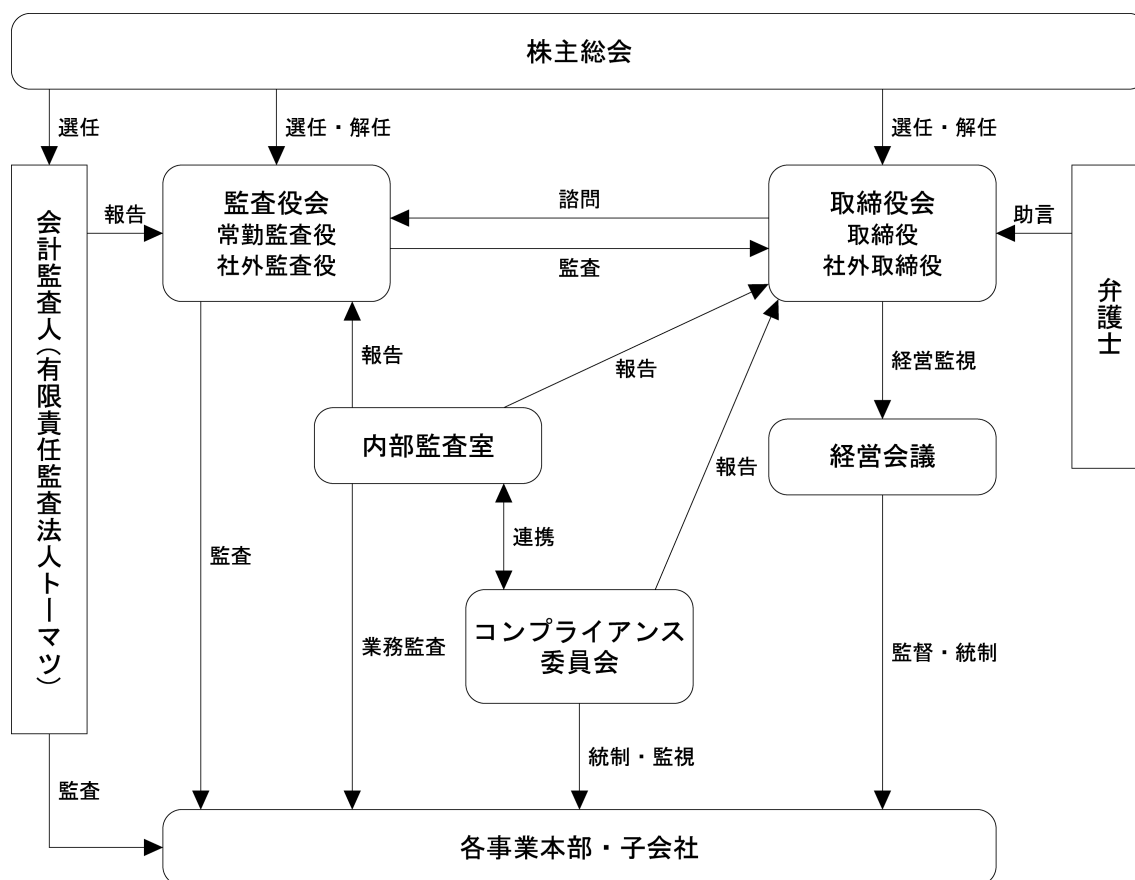 株主総会
選任
選任・解任
選任・解任
会計監査人(有限責任監査法人トーマツ)
報告
監査役会
常勤監査役
社外監査役
諮問
監査
取締役会
取締役
社外取締役
助言
弁護士
報告
報告
経営監視
内部監査室
報告
経営会議
監査
連携
業務監査
コンプライアンス
委員会
監督・統制
監査
統制・監視
各事業本部・子会社